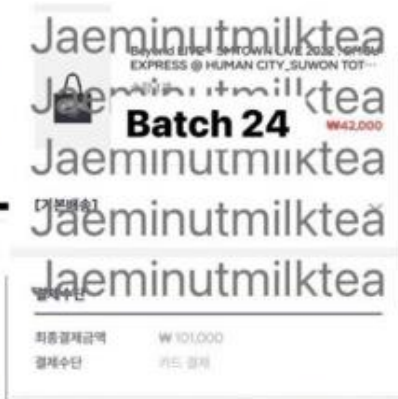 Jaeminutmilktea
Beyond LIVE - SMTOWN LIVE 2022 : SMCU
EXPRESS @ HUMAN CITY_SUWON TOT...
Jaeminutmilktea
Batch 24
₩42,000
Jaeminutmilktea
[기본배송]
Jaeminutmilktea
Jaeminutmilktea
결제수단
최종결제금액 ₩ 101,000
결제수단 카드 결제